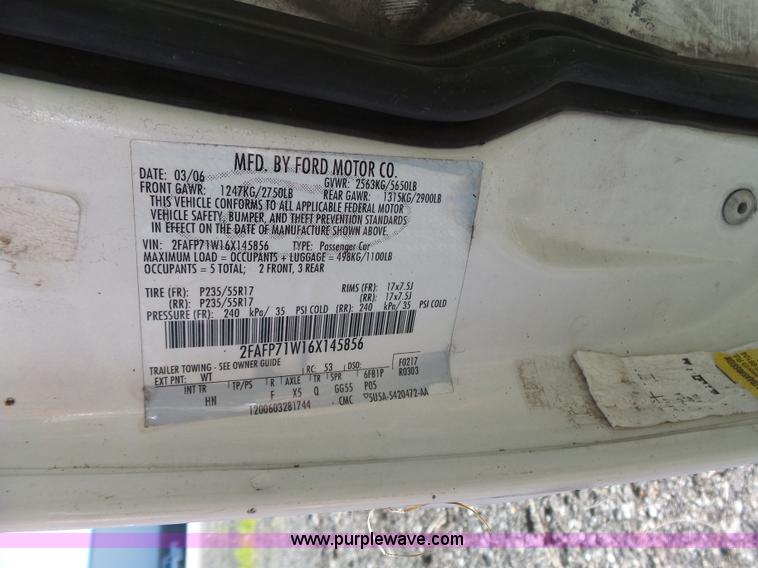 MFD. BY FORD MOTOR CO.
DATE: 03/06 GVWR: 2563KG/5650LB
FRONT GAWR: 1247KG/2750LB REAR GAWR: 1315KG/2900LB
THIS VEHICLE CONFORMS TO ALL APPLICABLE FEDERAL MOTOR
VEHICLE SAFETY, BUMPER, AND THEFT PREVENTION STANDARDS
IN EFFECT ON THE DATE OF MANUFACTURE SHOWN ABOVE.
VIN: 2FAFP71W16X145856 TYPE: Passenger Car
MAXIMUM LOAD = OCCUPANTS + LUGGAGE = 498KG/1100LB
OCCUPANTS = 5 TOTAL; 2 FRONT, 3 REAR
TIRE (FR): P235/55R17 RIMS (FR): 17x7.5J
(RR): P235/55R17 (RR): 17x7.5J
PRESSURE (FR): 240 kPa/ 35 PSI COLD (RR): 240 kPa/ 35 PSI COLD
2FAFP71W16X145856
TRAILER TOWING - SEE OWNER GUIDE
EXT PNT: WT RC: 53 DSO: F0217
INT TR TP/PS R AXLE TR SPR 6FB1P R0303
HN F X5 Q GG55 P05
1200603281744 CMC 5U5A-5420472-AA
www.purplewave.com